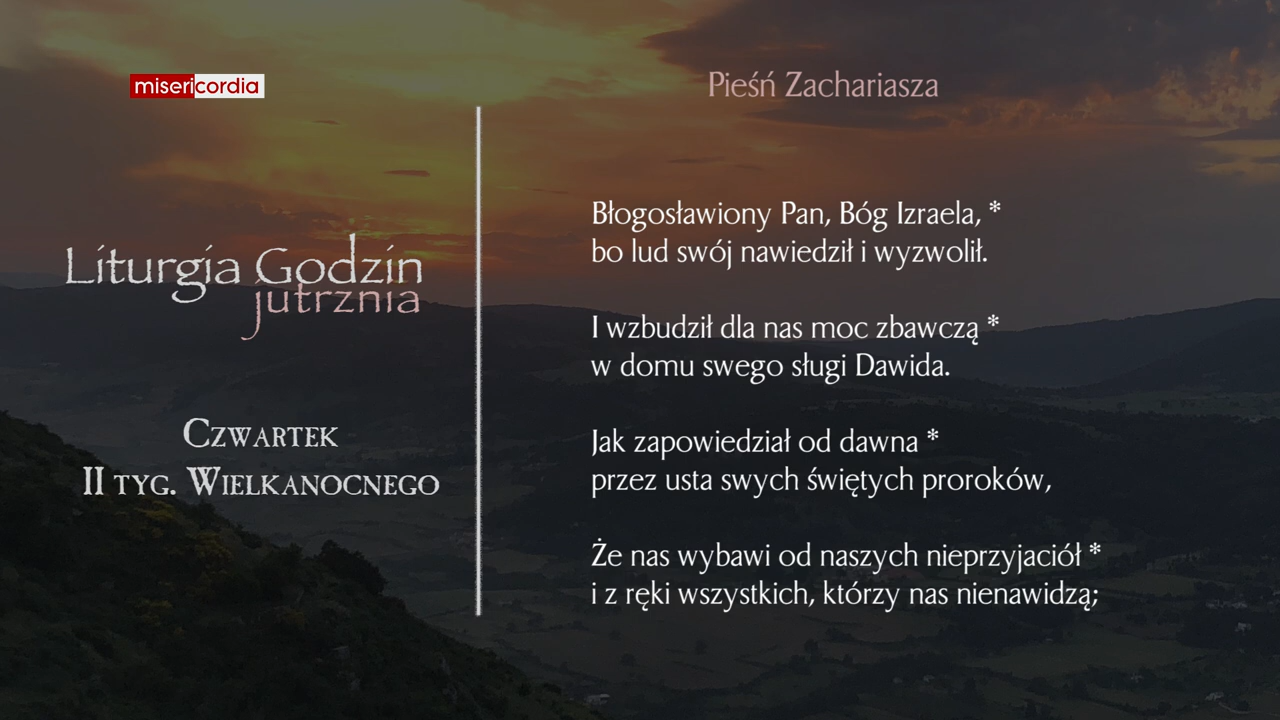 misericordia
Liturgia Godzin
jutrznia
Czwartek
II tyg. Wielkanocnego
Pieśń Zachariasza
Błogosławiony Pan, Bóg Izraela, *
bo lud swój nawiedził i wyzwolił.
I wzbudził dla nas moc zbawczą *
w domu swego sługi Dawida.
Jak zapowiedział od dawna *
przez usta swych świętych proroków,
Że nas wybawi od naszych nieprzyjaciół *
i z ręki wszystkich, którzy nas nienawidzą;